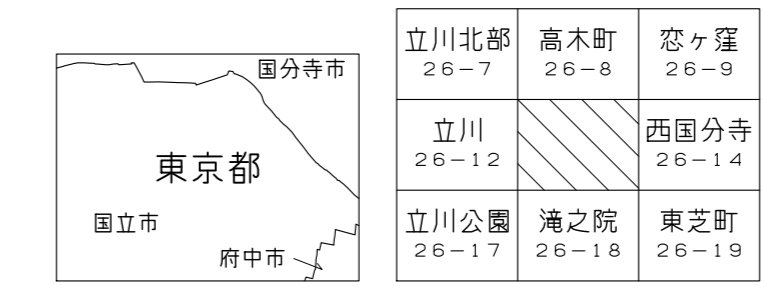 国分寺市
東京都
国立市
府中市
立川北部
26-7
高木町
26-8
恋ヶ窪
26-9
立川
26-12
西国分寺
26-14
立川公園
26-17
滝之院
26-18
東芝町
26-19